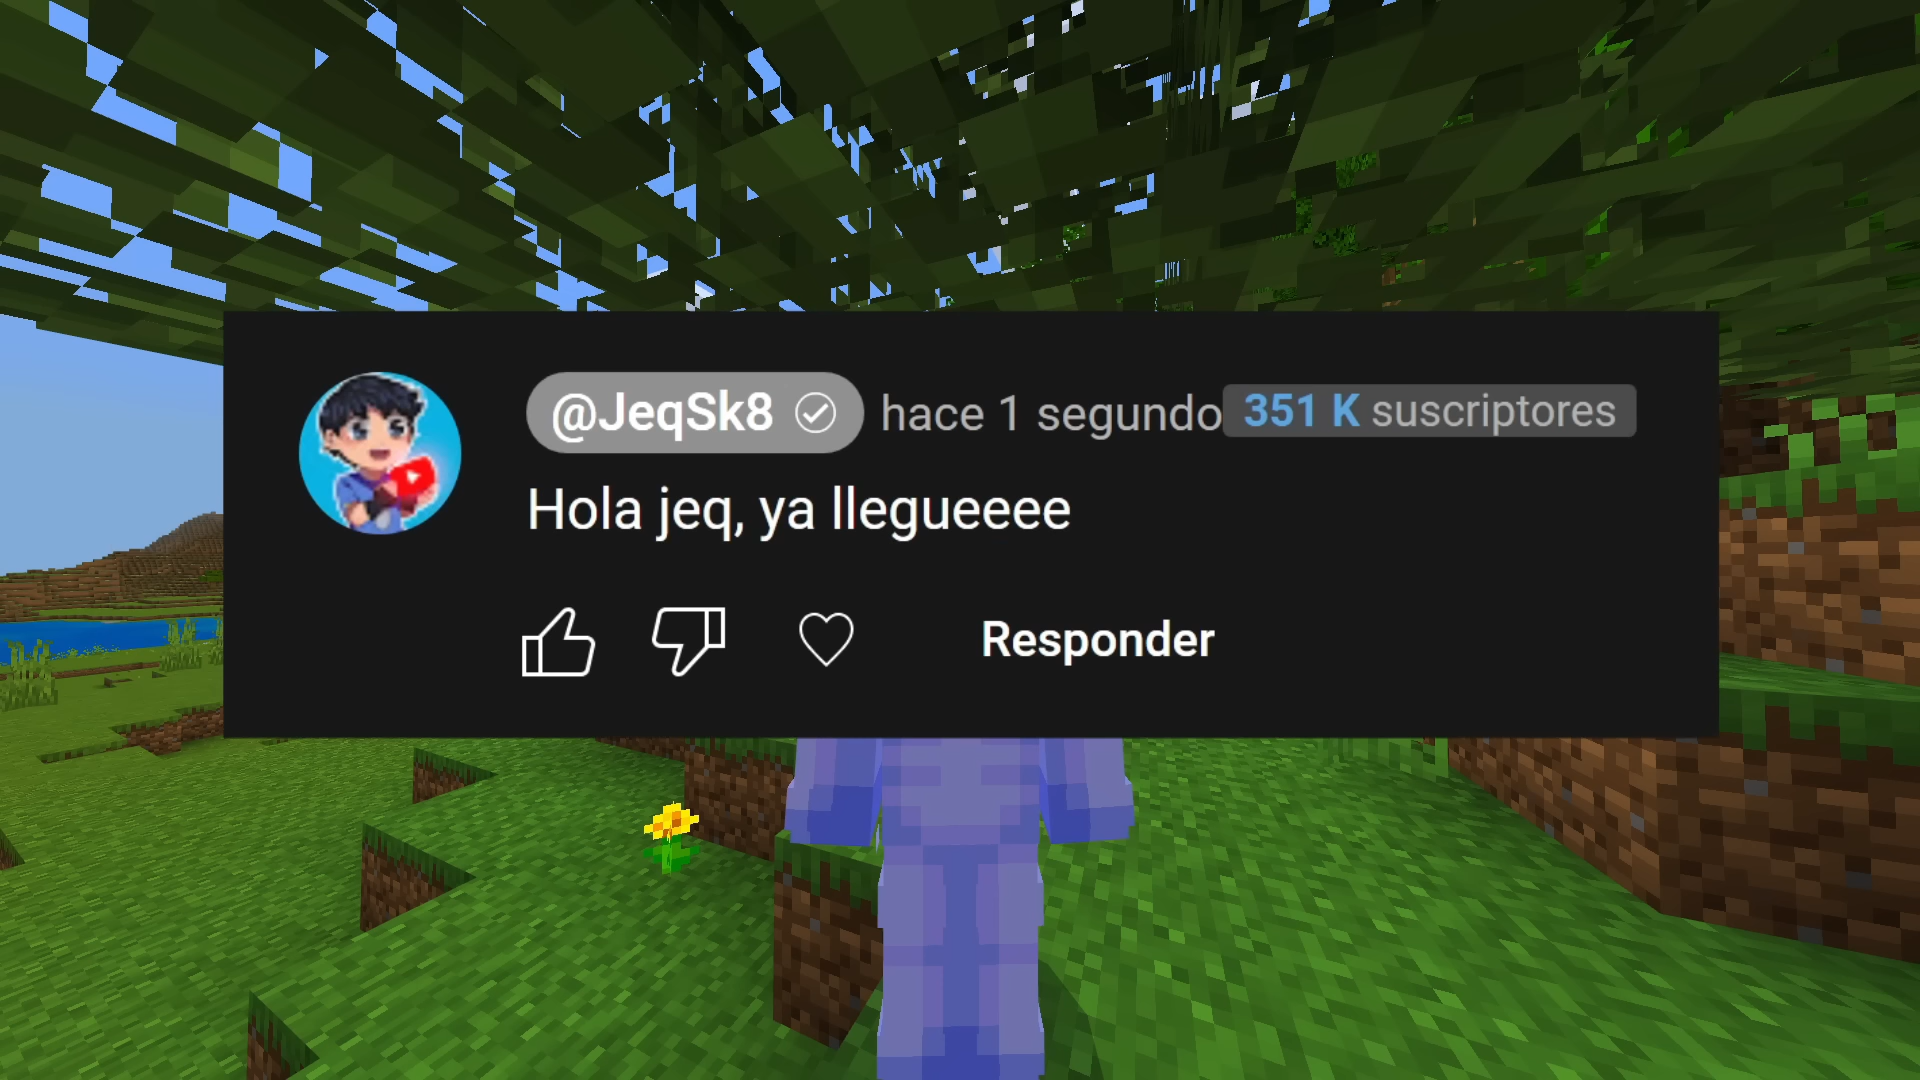 @JeqSk8 hace 1 segundo 351 K suscriptores
Hola jeq, ya llegueeee
Responder